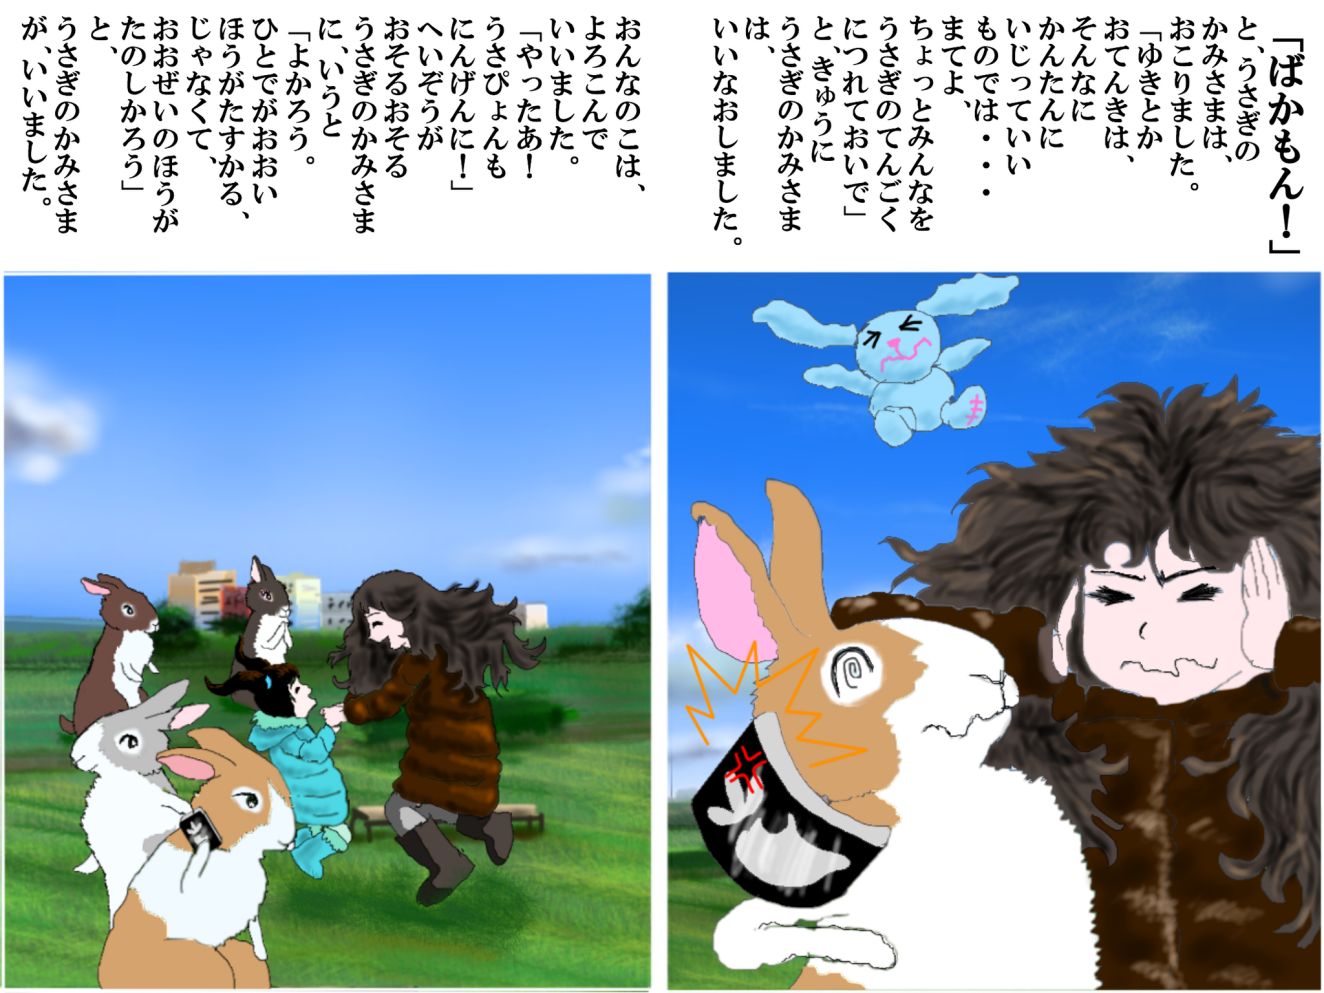 「ばかもん！」
と、うさぎの
かみさまは、
おこりました。
「ゆきとか
おてんきは、
そんなに
かんたんに
いじっていい
ものでは・・・
まてよ、
ちょっとみんなを
うさぎのてんごく
につれておいで」
と、きゅうに
うさぎのかみさま
は、
いいなおしました。
おんなのこは、
よろこんで
いいました。
「やったあ！
うさぴょんも
にんげんに！」
へいぞうが
おそるおそる
うさぎのかみさま
に、いうと
「よかろう。
ひとでがおおい
ほうがたすかる、
じゃなくて、
おおぜいのほうが
たのしかろう」
と、
うさぎのかみさま
が、いいました。